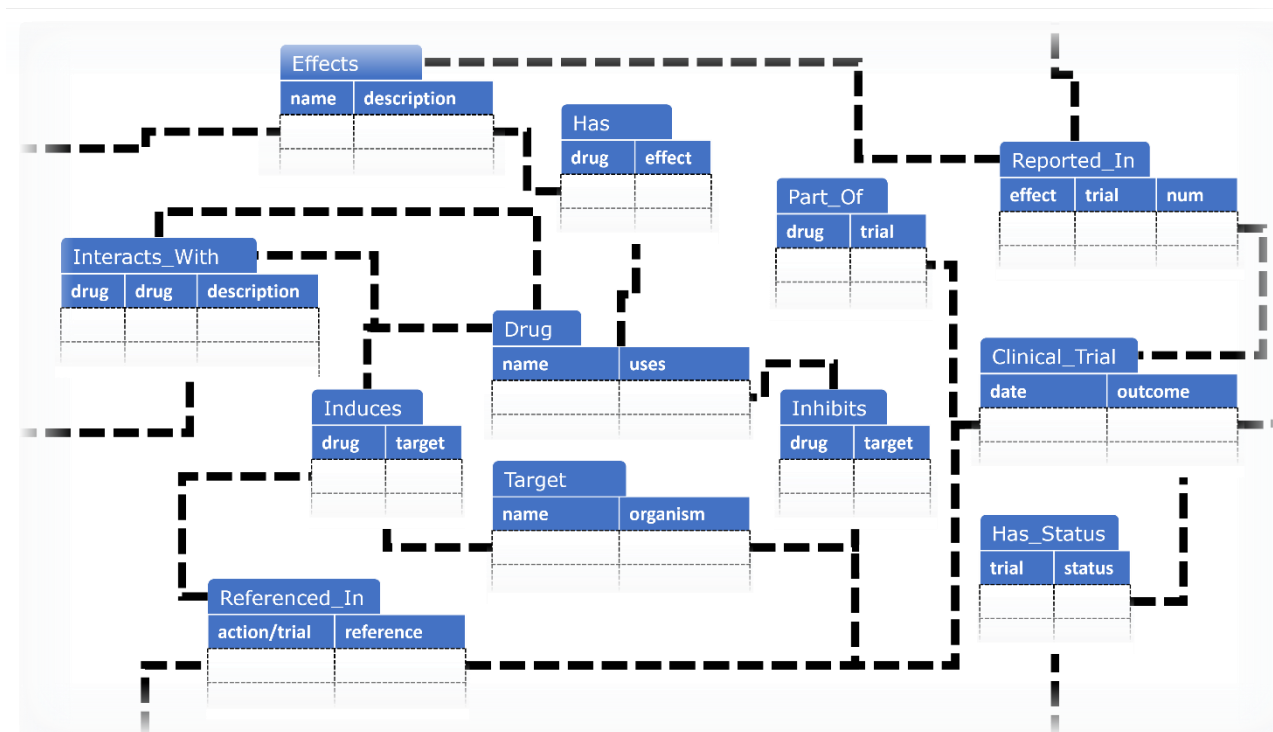 Effects
name description
Has
drug effect
Reported_In
effect trial num
Part_Of
drug trial
Interacts_With
drug drug description
Drug
name uses
Clinical_Trial
date outcome
Induces
drug target
Inhibits
drug target
Target
name organism
Has_Status
trial status
Referenced_In
action/trial reference